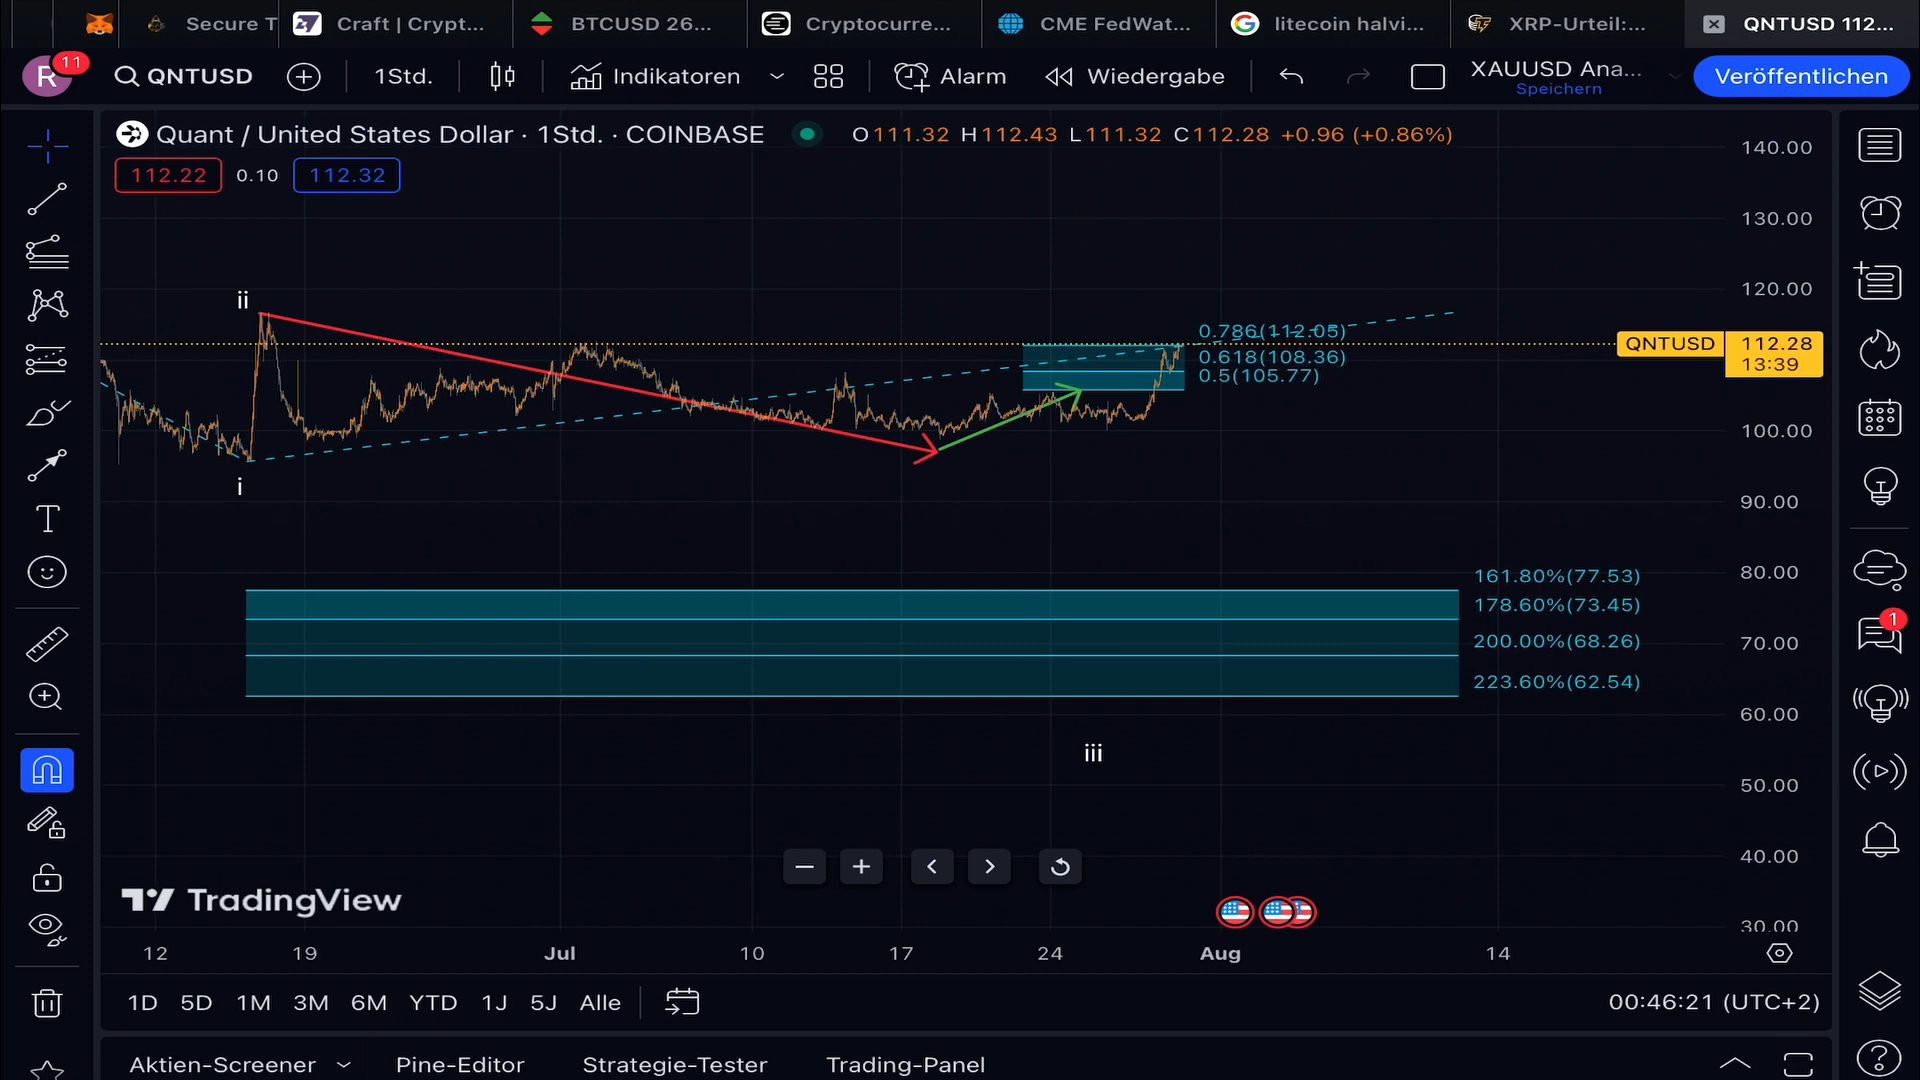 Secure T
Craft | Crypt...
BTCUSD 26...
Cryptocurre...
CME FedWat...
litecoin halvi...
XRP-Urteil:...
QNTUSD 112...
R 11
QNTUSD
1Std.
Indikatoren
Alarm
Wiedergabe
XAUUSD Ana...
Speichern
Veröffentlichen
Quant / United States Dollar · 1Std. · COINBASE
O111.32 H112.43 L111.32 C112.28 +0.96 (+0.86%)
112.22 0.10 112.32
140.00
130.00
120.00
ii
0.786(112.05)
0.618(108.36)
0.5(105.77)
QNTUSD 112.28
13:39
100.00
i
90.00
80.00
161.80%(77.53)
178.60%(73.45)
200.00%(68.26)
70.00
223.60%(62.54)
60.00
1
iii
50.00
40.00
TradingView
30.00
12 19 Jul 10 17 24 Aug 14
1D 5D 1M 3M 6M YTD 1J 5J Alle
00:46:21 (UTC+2)
Aktien-Screener Pine-Editor Strategie-Tester Trading-Panel